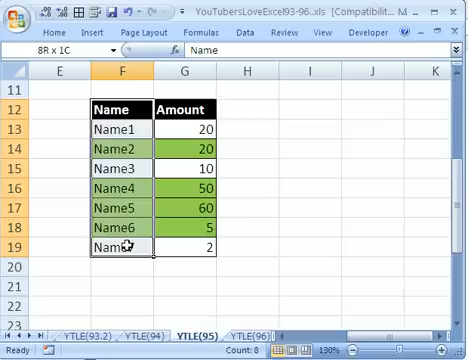 YouTubersLoveExcel93-96...xls [Compatibilit
Home Insert Page Layout Formulas Data Review View Developer
8R x 1C fx Name
E F G H I J K
11
12 Name Amount
13 Name1 20
14 Name2 20
15 Name3 10
16 Name4 50
17 Name5 60
18 Name6 5
19 2
20
21
22
23
YTLE(93.2) YTLE(94) YTLE(95) YTLE(96)
Ready Count: 8 130%